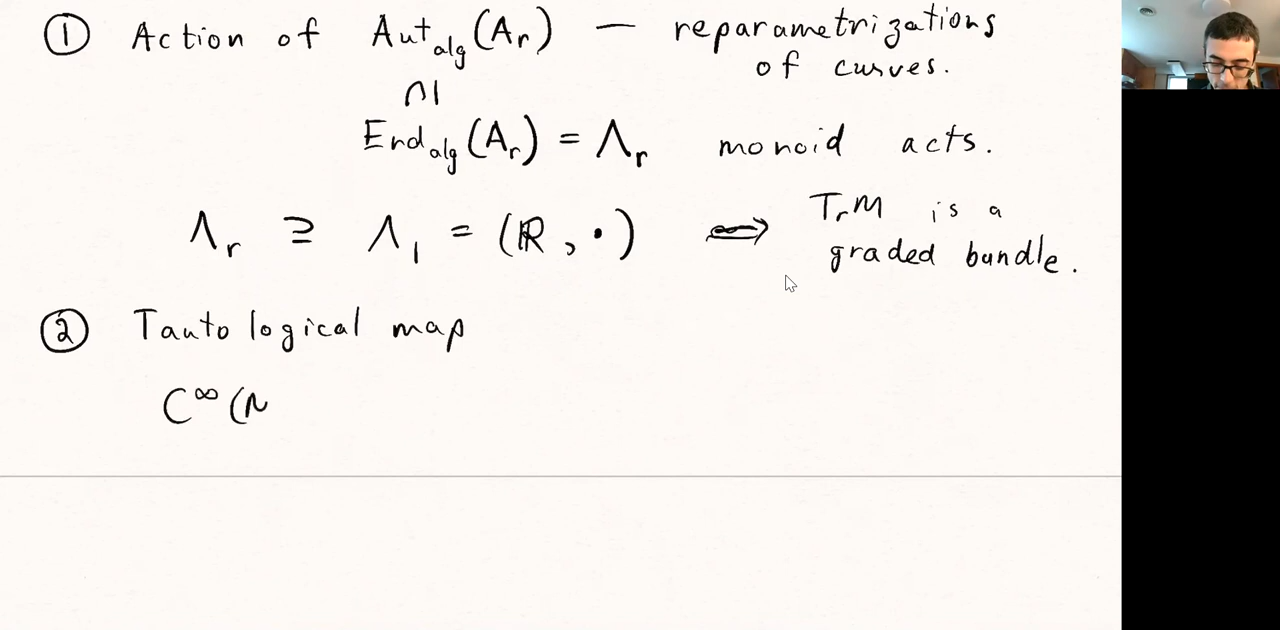 ① Action of Aut_alg(A_r) — reparametrizations
of curves.
∩|
End_alg(A_r) = Λ_r monoid acts.
Λ_r ⊇ Λ_1 = (ℝ, ·) ⟺ T_r M is a
graded bundle.
② Tautological map
C^∞(M